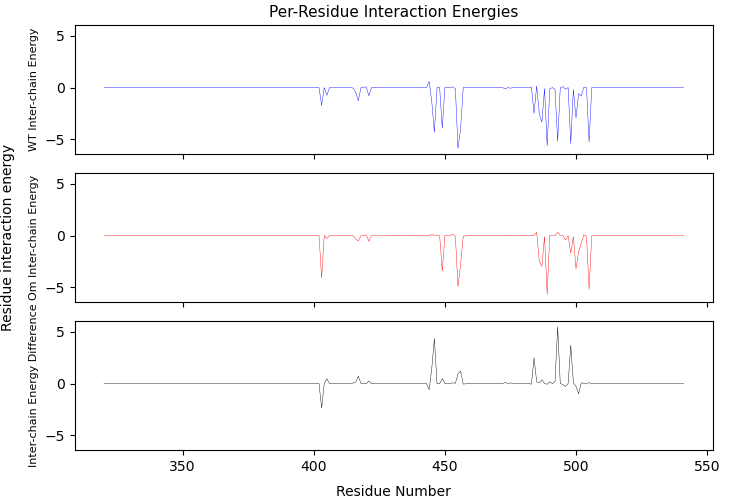 Per-Residue Interaction Energies
Residue interaction energy
WT Inter-chain Energy
5
0
−5
Om Inter-chain Energy
5
0
−5
Inter-chain Energy Difference
5
0
−5
350
400
450
500
550
Residue Number